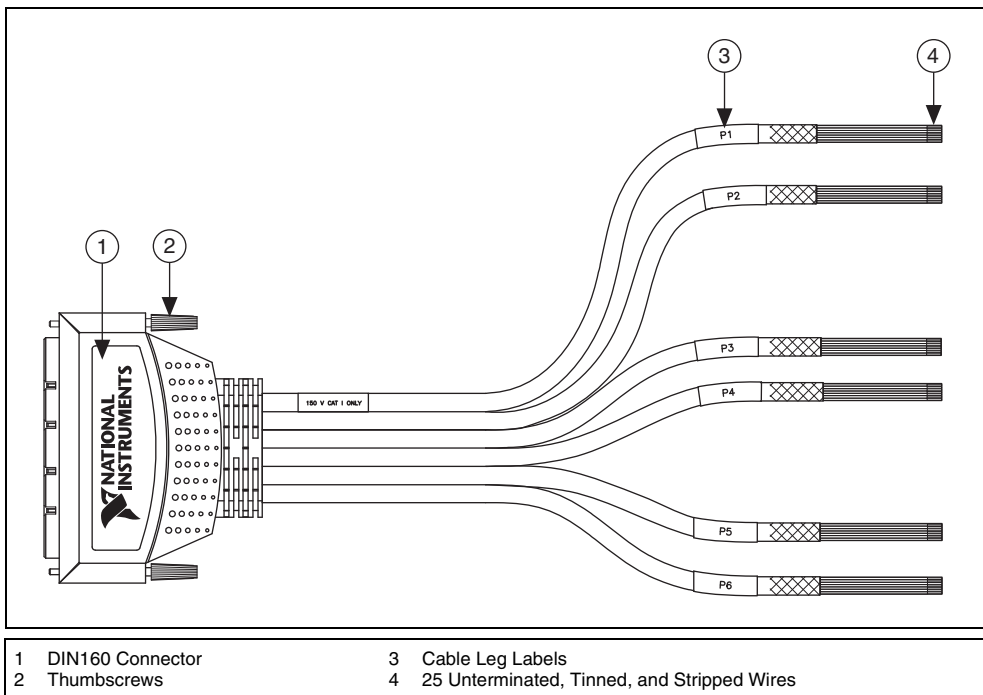 3
4
P1
P2
1
2
P3
NATIONAL
INSTRUMENTS
150 V CAT I ONLY
P4
P5
P6
1 DIN160 Connector
2 Thumbscrews
3 Cable Leg Labels
4 25 Unterminated, Tinned, and Stripped Wires